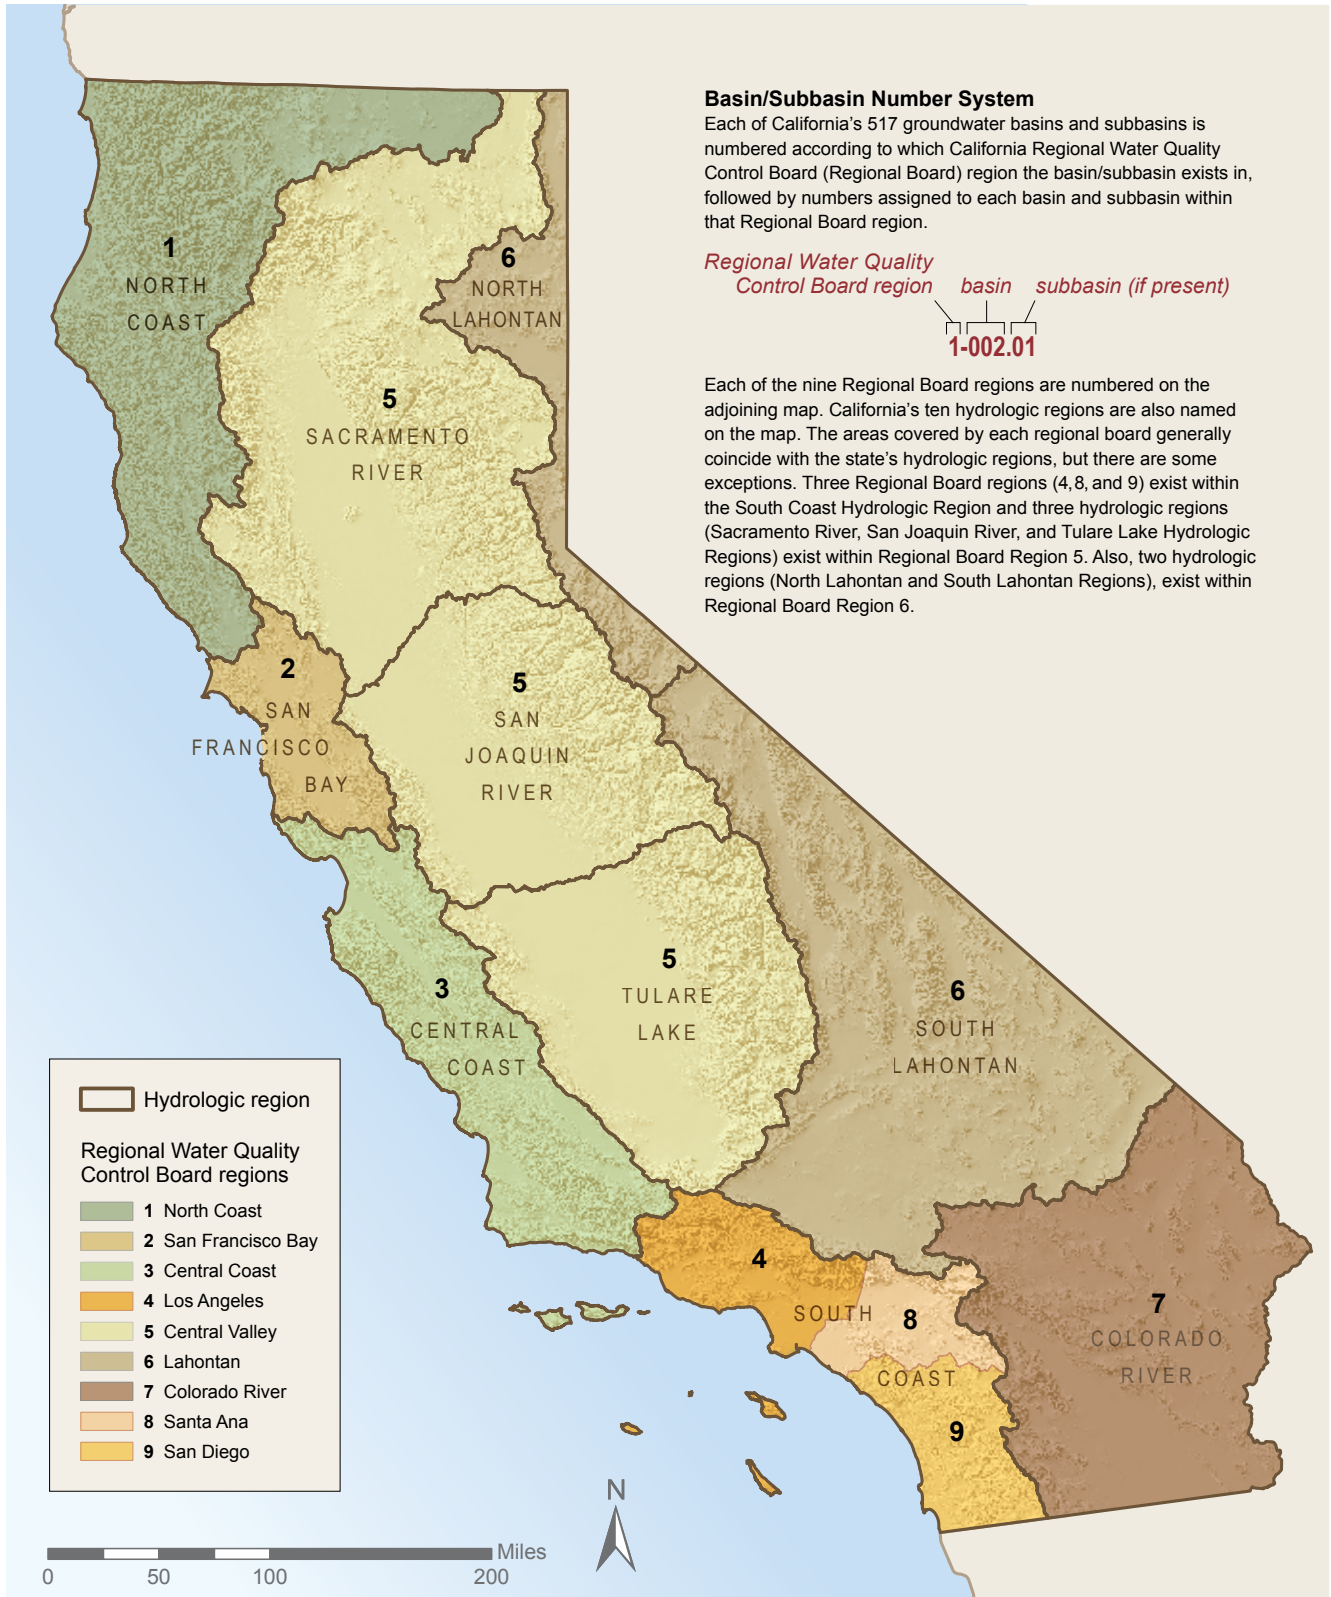 Basin/Subbasin Number System
Each of California's 517 groundwater basins and subbasins is
numbered according to which California Regional Water Quality
Control Board (Regional Board) region the basin/subbasin exists in,
followed by numbers assigned to each basin and subbasin within
that Regional Board region.
Regional Water Quality
Control Board region basin subbasin (if present)
1-002.01
Each of the nine Regional Board regions are numbered on the
adjoining map. California's ten hydrologic regions are also named
on the map. The areas covered by each regional board generally
coincide with the state's hydrologic regions, but there are some
exceptions. Three Regional Board regions (4, 8, and 9) exist within
the South Coast Hydrologic Region and three hydrologic regions
(Sacramento River, San Joaquin River, and Tulare Lake Hydrologic
Regions) exist within Regional Board Region 5. Also, two hydrologic
regions (North Lahontan and South Lahontan Regions), exist within
Regional Board Region 6.
1
NORTH
COAST
6
NORTH
LAHONTAN
5
SACRAMENTO
RIVER
2
SAN
FRANCISCO
BAY
5
SAN
JOAQUIN
RIVER
3
CENTRAL
COAST
5
TULARE
LAKE
6
SOUTH
LAHONTAN
4
SOUTH
8
COAST
9
7
COLORADO
RIVER
Hydrologic region
Regional Water Quality
Control Board regions
1 North Coast
2 San Francisco Bay
3 Central Coast
4 Los Angeles
5 Central Valley
6 Lahontan
7 Colorado River
8 Santa Ana
9 San Diego
N
Miles
0 50 100 200